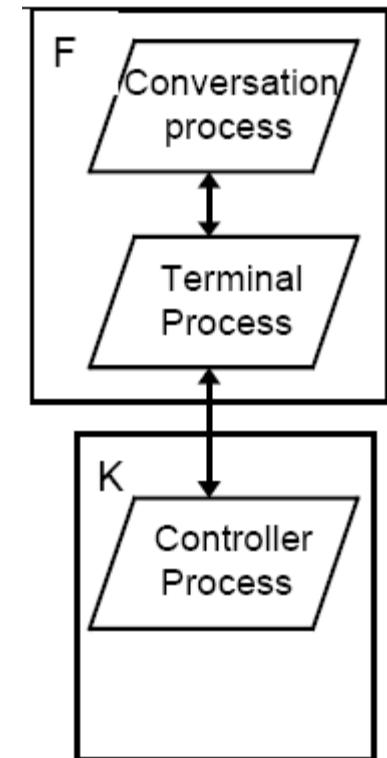 F
Conversation
process
Terminal
Process
K
Controller
Process